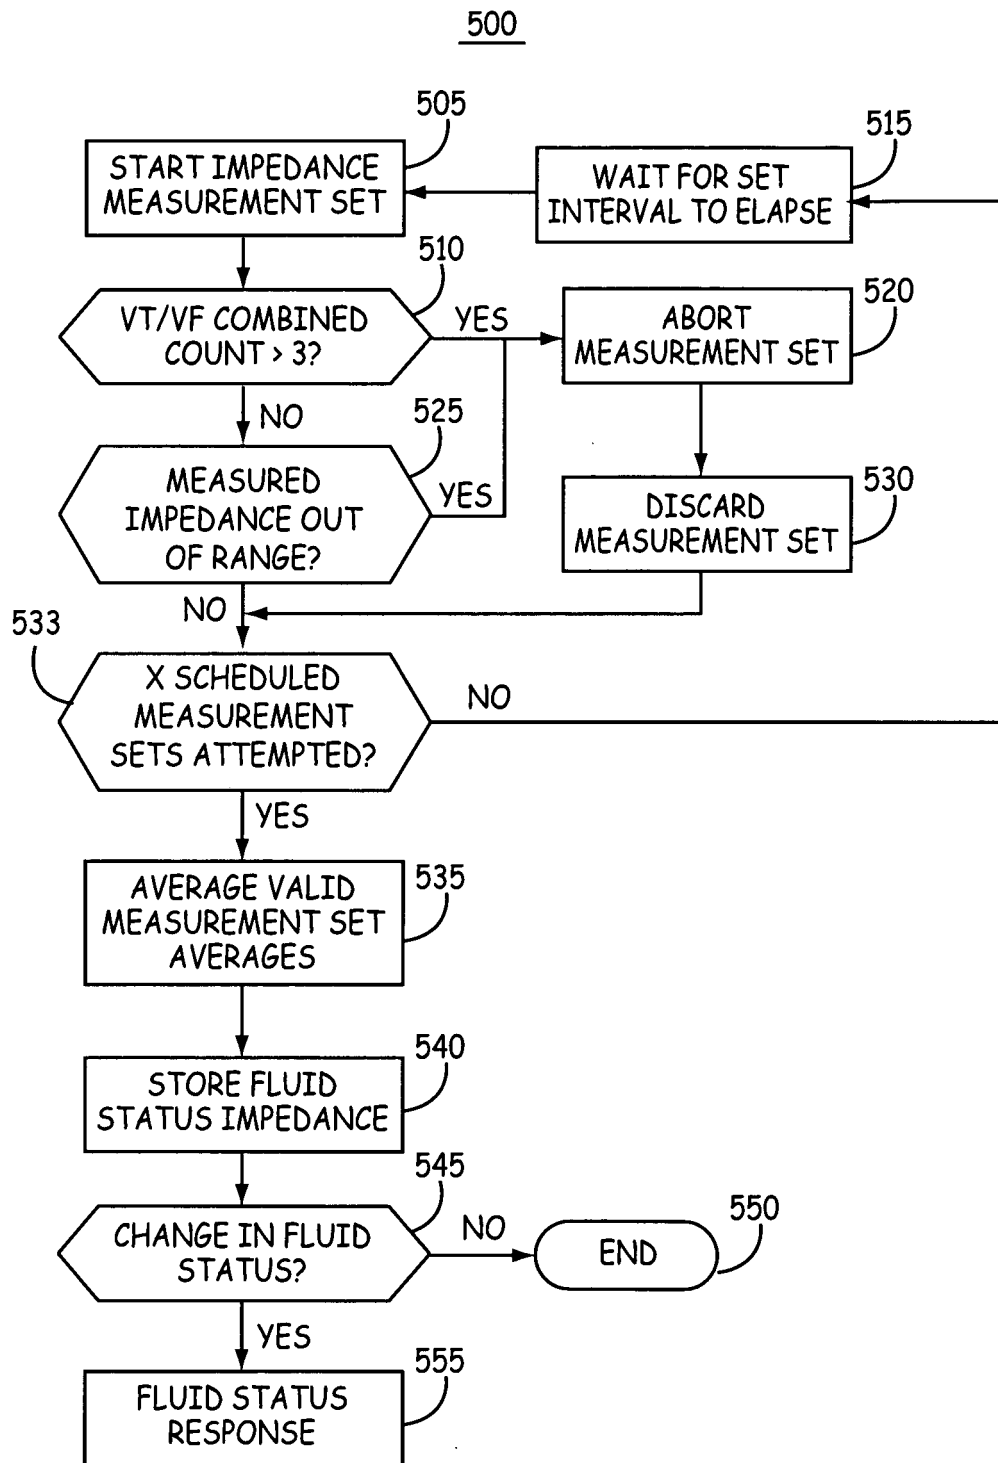 500
505
START IMPEDANCE
MEASUREMENT SET
515
WAIT FOR SET
INTERVAL TO ELAPSE
510
VT/VF COMBINED
COUNT > 3?
YES
520
ABORT
MEASUREMENT SET
NO
525
MEASURED
IMPEDANCE OUT
OF RANGE?
YES
530
DISCARD
MEASUREMENT SET
NO
533
X SCHEDULED
MEASUREMENT
SETS ATTEMPTED?
NO
YES
535
AVERAGE VALID
MEASUREMENT SET
AVERAGES
540
STORE FLUID
STATUS IMPEDANCE
545
CHANGE IN FLUID
STATUS?
NO
550
END
YES
555
FLUID STATUS
RESPONSE